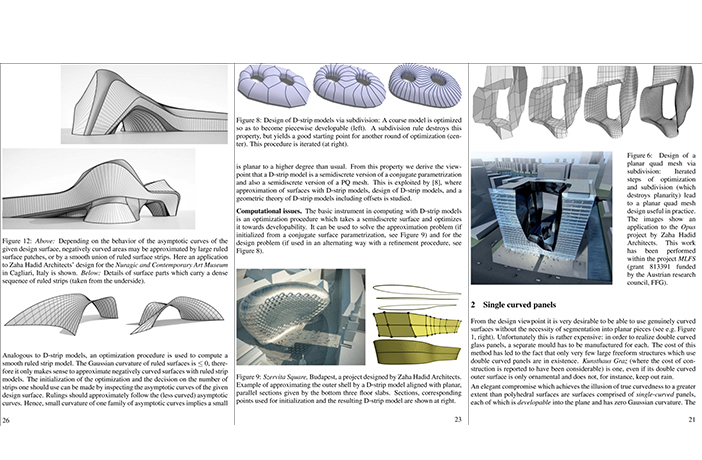 Figure 12: Above: Depending on the behavior of the asymptotic curves of the
given design surface, negatively curved areas may be approximated by large ruled
surface patches, or by a smooth union of ruled surface strips. Here an application
to Zaha Hadid Architects' design for the Nuragic and Contemporary Art Museum
in Cagliari, Italy is shown. Below: Details of surface parts which carry a dense
sequence of ruled strips (taken from the underside).
Analogous to D-strip models, an optimization procedure is used to compute a
smooth ruled strip model. The Gaussian curvature of ruled surfaces is ≤ 0, there-
fore it only makes sense to approximate negatively curved surfaces with ruled strip
models. The initialization of the optimization and the decision on the number of
strips one should use can be made by inspecting the asymptotic curves of the given
design surface. Rulings should approximately follow the (less curved) asymptotic
curves. Hence, small curvature of one family of asymptotic curves implies a small
26
Figure 8: Design of D-strip models via subdivision: A coarse model is optimized
so as to become piecewise developable (left). A subdivision rule destroys this
property, but yields a good starting point for another round of optimization (cen-
ter). This procedure is iterated (at right).
is planar to a higher degree than usual. From this property we derive the view-
point that a D-strip model is a semidiscrete version of a conjugate parametrization
and also a semidiscrete version of a PQ mesh. This is exploited by [8], where
approximation of surfaces with D-strip models, design of D-strip models, and a
geometric theory of D-strip models including offsets is studied.
Computational issues. The basic instrument in computing with D-strip models
is an optimization procedure which takes a semidiscrete surface and optimizes
it towards developability. It can be used to solve the approximation problem (if
initialized from a conjugate surface parametrization, see Figure 9) and for the
design problem (if used in an alternating way with a refinement procedure, see
Figure 8).
Figure 9: Szervita Square, Budapest, a project designed by Zaha Hadid Architects.
Example of approximating the outer shell by a D-strip model aligned with planar,
parallel sections given by the bottom three floor slabs. Sections, corresponding
points used for initialization and the resulting D-strip model are shown at right.
23
Figure 6: Design of a
planar quad mesh via
subdivision: Iterated
steps of optimization
and subdivision (which
destroys planarity) lead
to a planar quad mesh
design useful in practice.
The images show an
application to the Opus
project by Zaha Hadid
Architects. This work
has been performed
within the project MLFS
(grant 813391 funded
by the Austrian research
council, FFG).
2 Single curved panels
From the design viewpoint it is very desirable to be able to use genuinely curved
surfaces without the necessity of segmentation into planar pieces (see e.g. Figure
1, right). Unfortunately this is rather expensive: in order to realize double curved
glass panels, a separate mould has to be manufactured for each. The cost of this
method has led to the fact that only very few large freeform structures which use
double curved panels are in existence. Kunsthaus Graz (where the cost of con-
struction is reported to have been considerable) is one, even if its double curved
outer surface is only ornamental and does not, for instance, keep out rain.
An elegant compromise which achieves the illusion of true curvedness to a greater
extent than polyhedral surfaces are surfaces comprised of single-curved panels,
each of which is developable into the plane and has zero Gaussian curvature. The
21